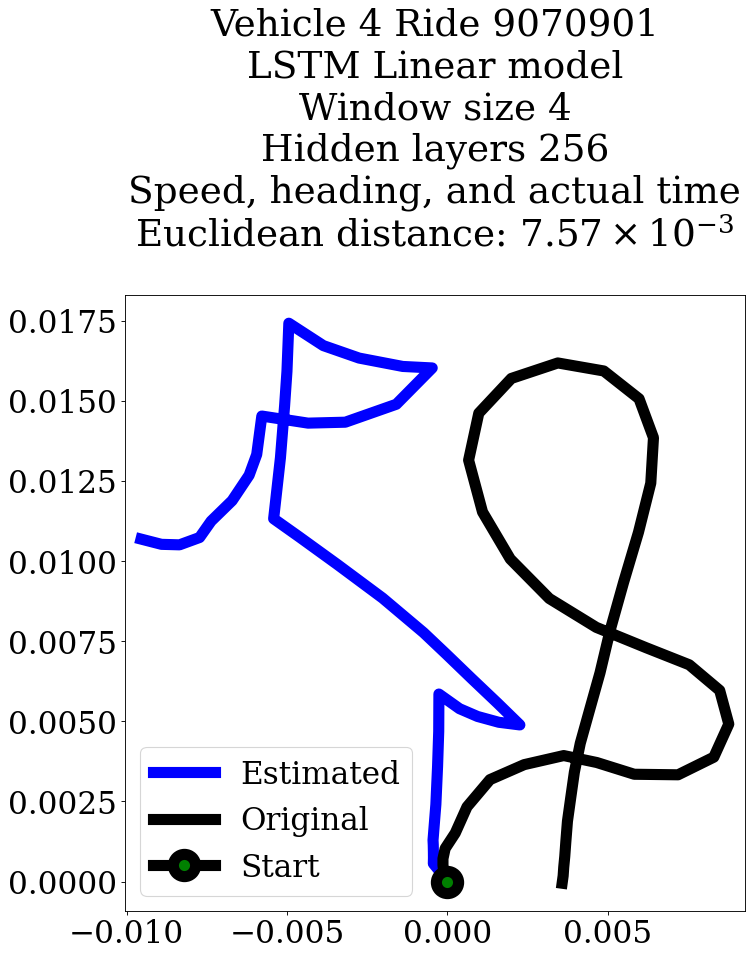 Vehicle 4 Ride 9070901
LSTM Linear model
Window size 4
Hidden layers 256
Speed, heading, and actual time
Euclidean distance: 7.57 × 10⁻³
0.0175
0.0150
0.0125
0.0100
0.0075
0.0050
0.0025
0.0000
Estimated
Original
Start
−0.010 −0.005 0.000 0.005